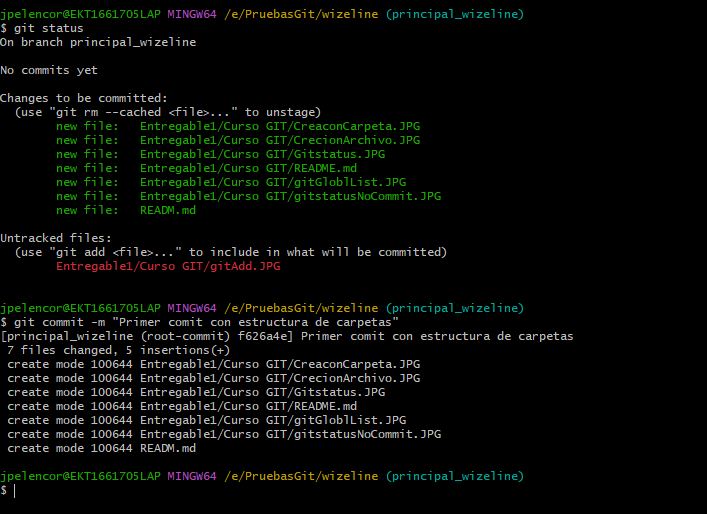 jpelencor@EKT1661705LAP MINGW64 /e/PruebasGit/wizeline (principal_wizeline)
$ git status
On branch principal_wizeline
No commits yet
Changes to be committed:
  (use "git rm --cached <file>..." to unstage)
        new file:   Entregable1/Curso GIT/CreaconCarpeta.JPG
        new file:   Entregable1/Curso GIT/CrecionArchivo.JPG
        new file:   Entregable1/Curso GIT/Gitstatus.JPG
        new file:   Entregable1/Curso GIT/README.md
        new file:   Entregable1/Curso GIT/gitGloblList.JPG
        new file:   Entregable1/Curso GIT/gitstatusNoCommit.JPG
        new file:   READM.md
Untracked files:
  (use "git add <file>..." to include in what will be committed)
        Entregable1/Curso GIT/gitAdd.JPG
jpelencor@EKT1661705LAP MINGW64 /e/PruebasGit/wizeline (principal_wizeline)
$ git commit -m "Primer comit con estructura de carpetas"
[principal_wizeline (root-commit) f626a4e] Primer comit con estructura de carpetas
 7 files changed, 5 insertions(+)
 create mode 100644 Entregable1/Curso GIT/CreaconCarpeta.JPG
 create mode 100644 Entregable1/Curso GIT/CrecionArchivo.JPG
 create mode 100644 Entregable1/Curso GIT/Gitstatus.JPG
 create mode 100644 Entregable1/Curso GIT/README.md
 create mode 100644 Entregable1/Curso GIT/gitGloblList.JPG
 create mode 100644 Entregable1/Curso GIT/gitstatusNoCommit.JPG
 create mode 100644 READM.md
jpelencor@EKT1661705LAP MINGW64 /e/PruebasGit/wizeline (principal_wizeline)
$